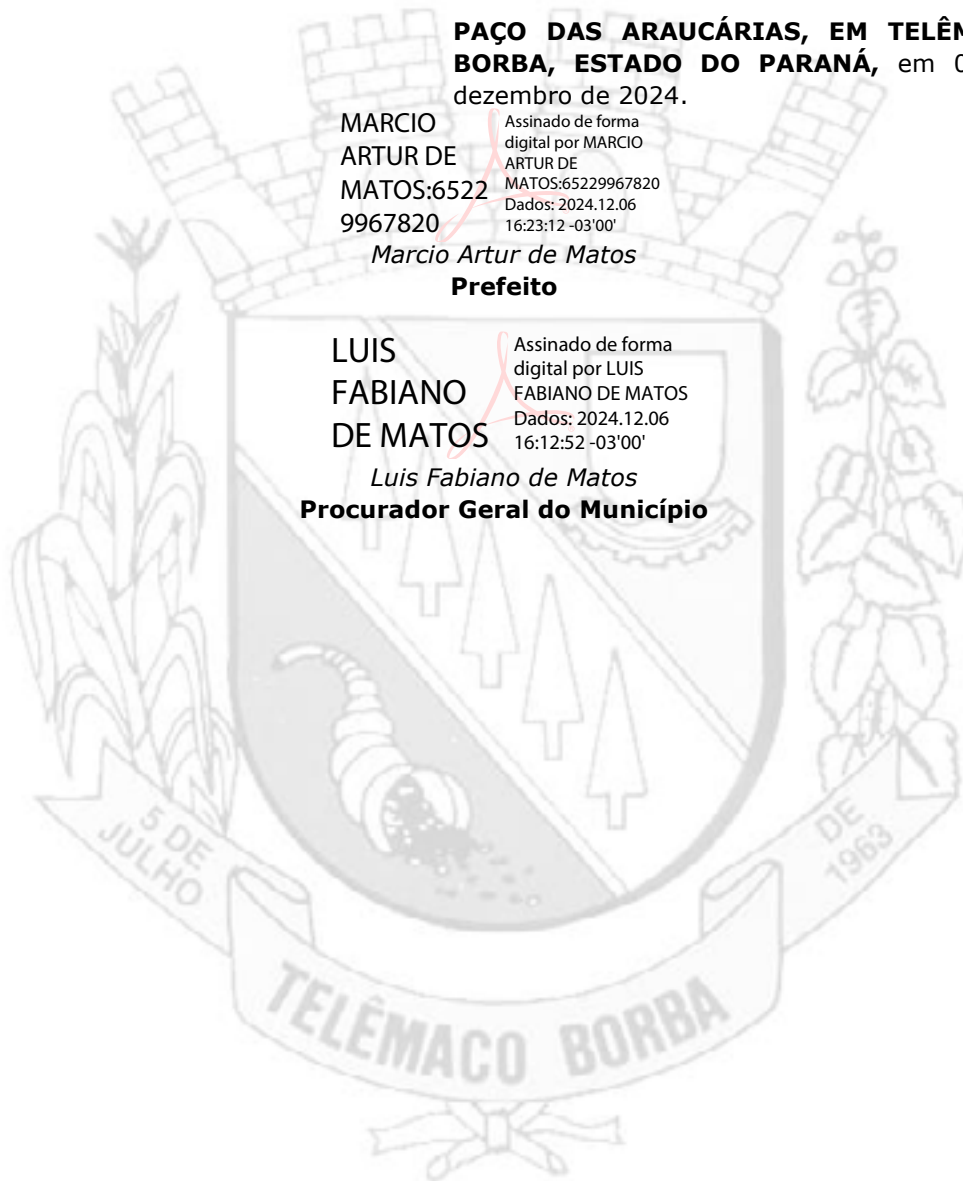 PAÇO DAS ARAUCÁRIAS, EM TELÊM
BORBA, ESTADO DO PARANÁ, em 0
dezembro de 2024.
MARCIO
ARTUR DE
MATOS:6522
9967820
Assinado de forma
digital por MARCIO
ARTUR DE
MATOS:65229967820
Dados: 2024.12.06
16:23:12 -03'00'
Marcio Artur de Matos
Prefeito
LUIS
FABIANO
DE MATOS
Assinado de forma
digital por LUIS
FABIANO DE MATOS
Dados: 2024.12.06
16:12:52 -03'00'
Luis Fabiano de Matos
Procurador Geral do Município
5 DE
JULHO
DE
1963
TELÊMACO BORBA